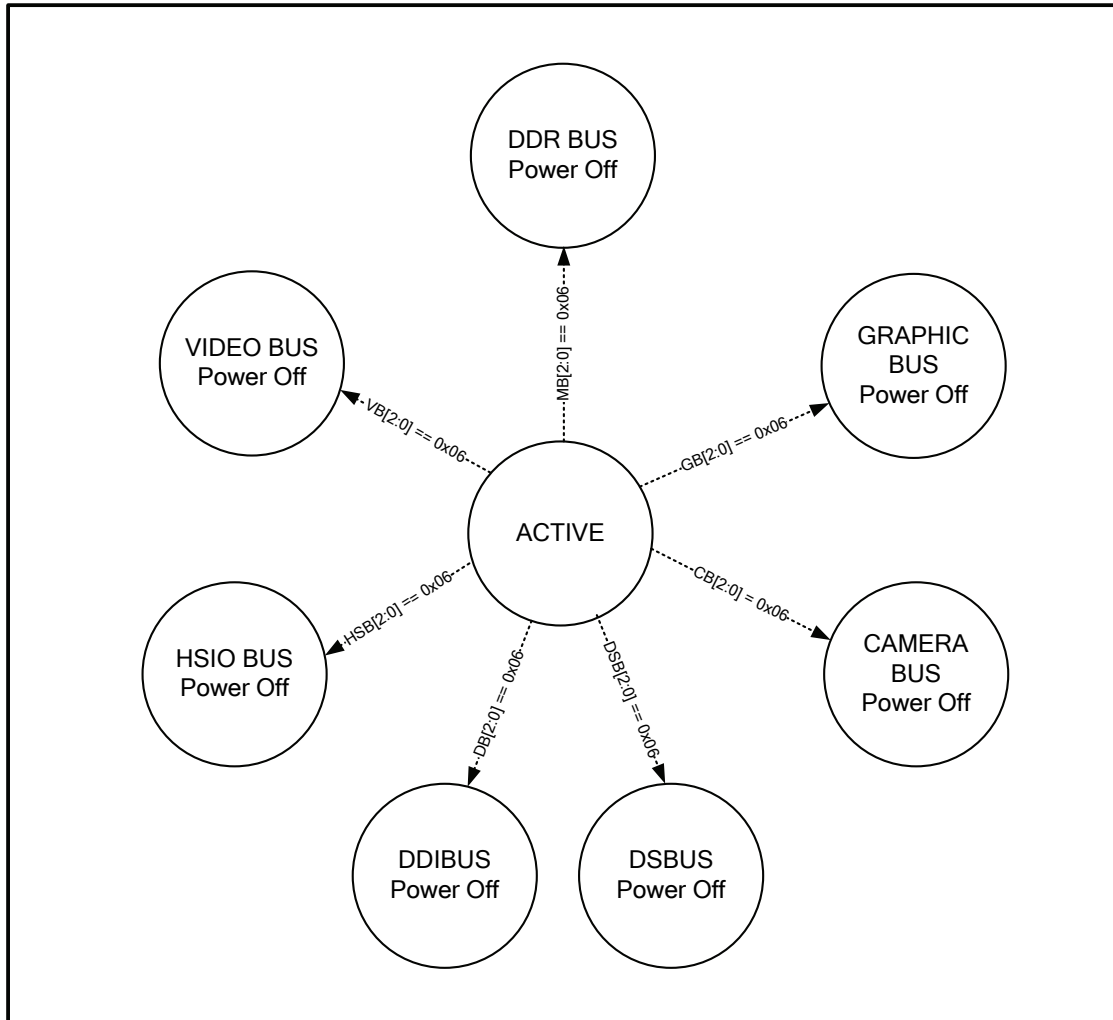 DDR BUS
Power Off
MB[2:0] == 0x06
VIDEO BUS
Power Off
VB[2:0] == 0x06
GRAPHIC
BUS
Power Off
GB[2:0] == 0x06
ACTIVE
HSIO BUS
Power Off
HSB[2:0] == 0x06
CB[2:0] = 0x06
CAMERA
BUS
Power Off
DB[2:0] == 0x06
DSB[2:0] == 0x06
DDIBUS
Power Off
DSBUS
Power Off